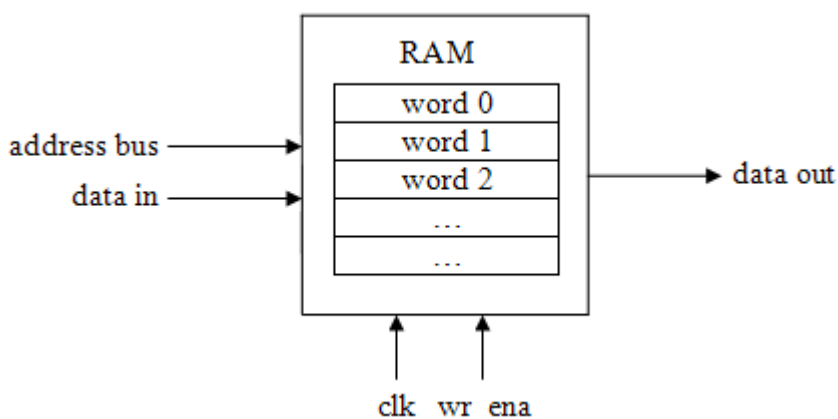 RAM
word 0
word 1
word 2
...
...
address bus
data in
data out
clk wr ena